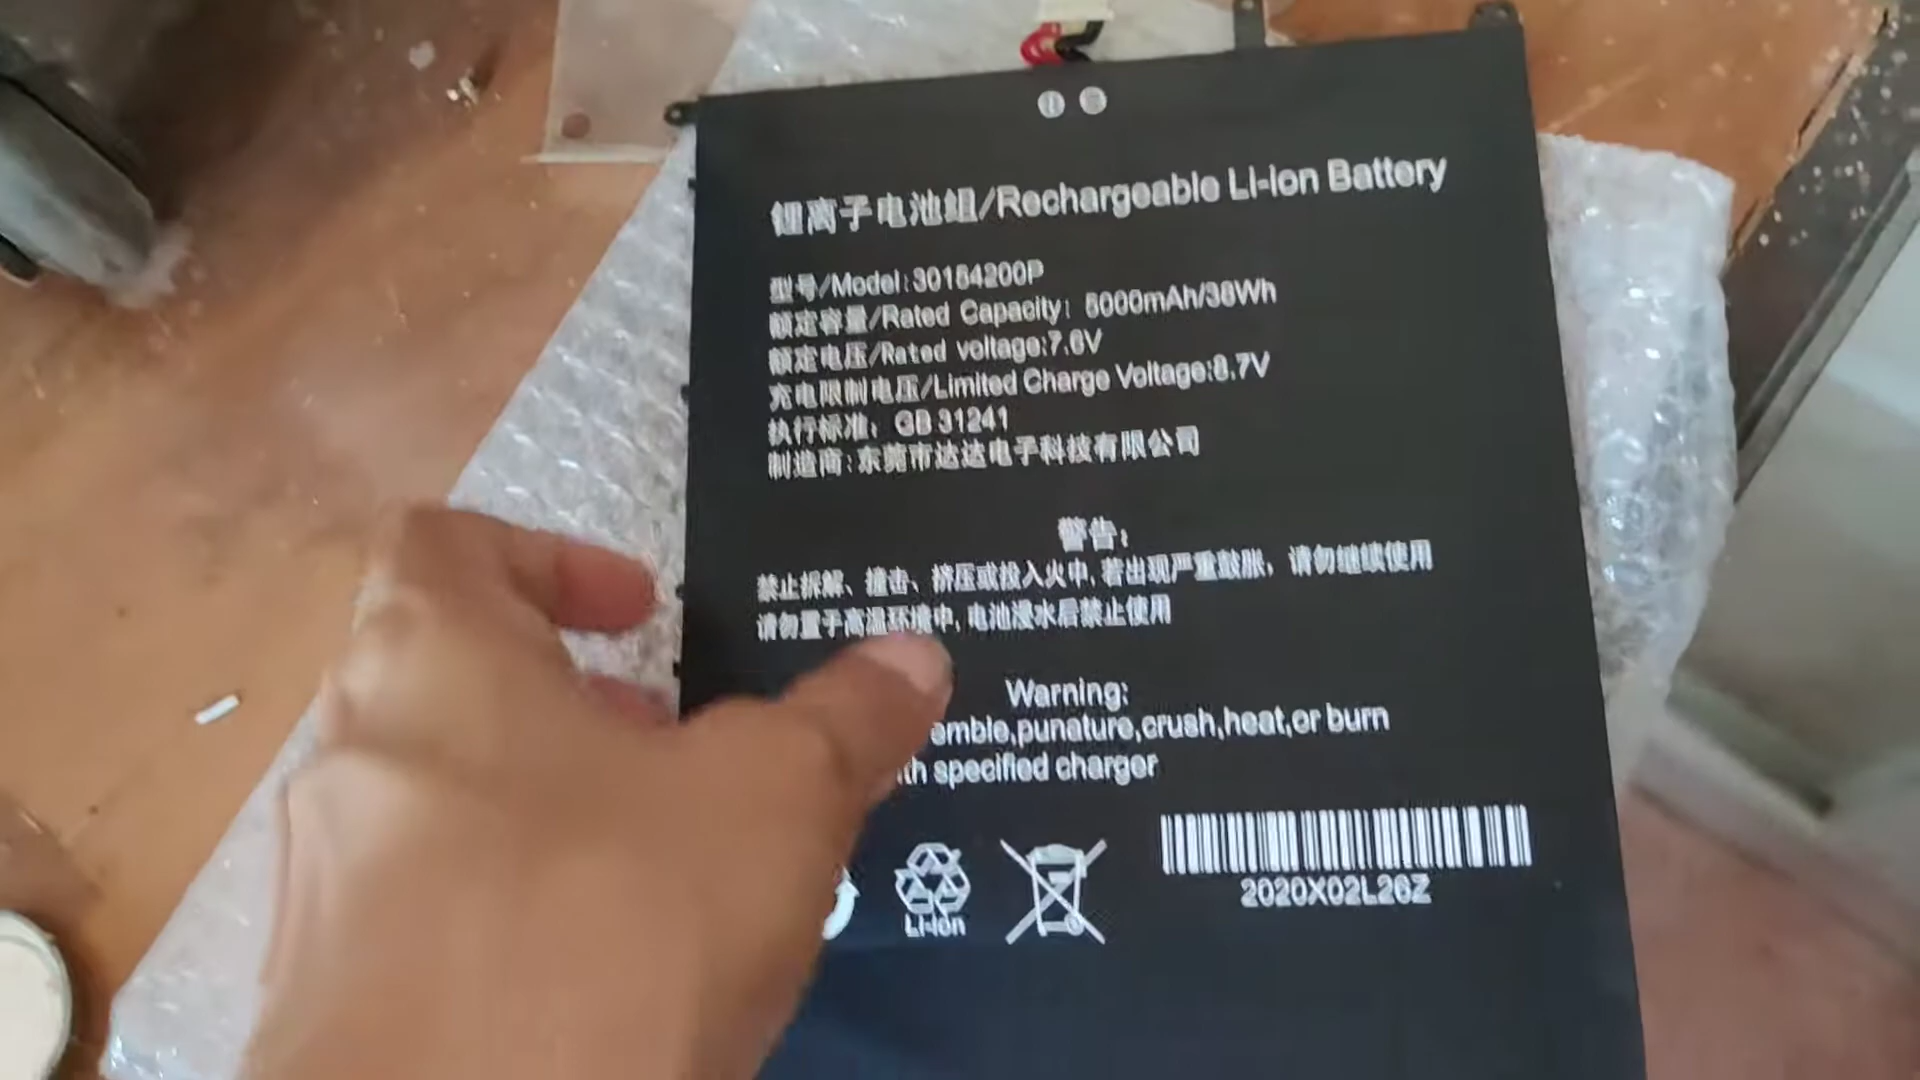 锂离子电池组/Rechargeable Li-ion Battery
型号/Model:30154200P
额定容量/Rated Capacity: 5000mAh/38Wh
额定电压/Rated voltage:7.6V
充电限制电压/Limited Charge Voltage:8.7V
执行标准: GB 31241
制造商:东莞市达达电子科技有限公司
警告:
禁止拆解、撞击、挤压或投入火中,若出现严重鼓胀,请勿继续使用
请勿置于高温环境中,电池浸水后禁止使用
Warning:
emble,punature,crush,heat,or burn
th specified charger
Li-ion
2020X02L26Z